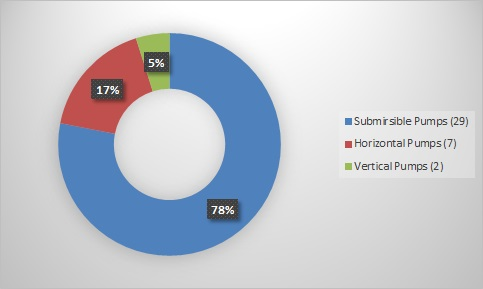 5%
17%
78%
Submirsible Pumps (29)
Horizontal Pumps (7)
Vertical Pumps (2)